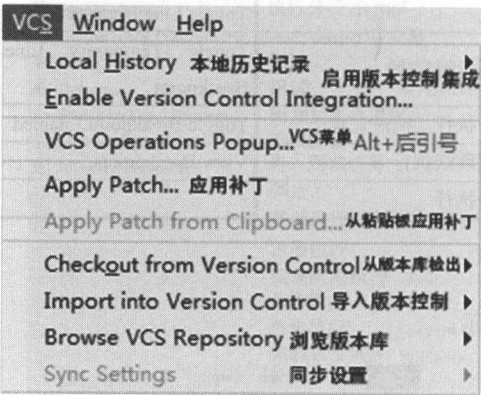 VCS Window Help
Local History 本地历史记录
启用版本控制集成
Enable Version Control Integration...
VCS Operations Popup...VCS菜单 Alt+后引号
Apply Patch... 应用补丁
Apply Patch from Clipboard...从粘贴板应用补丁
Checkout from Version Control 从版本库检出
Import into Version Control 导入版本控制
Browse VCS Repository 浏览版本库
Sync Settings 同步设置